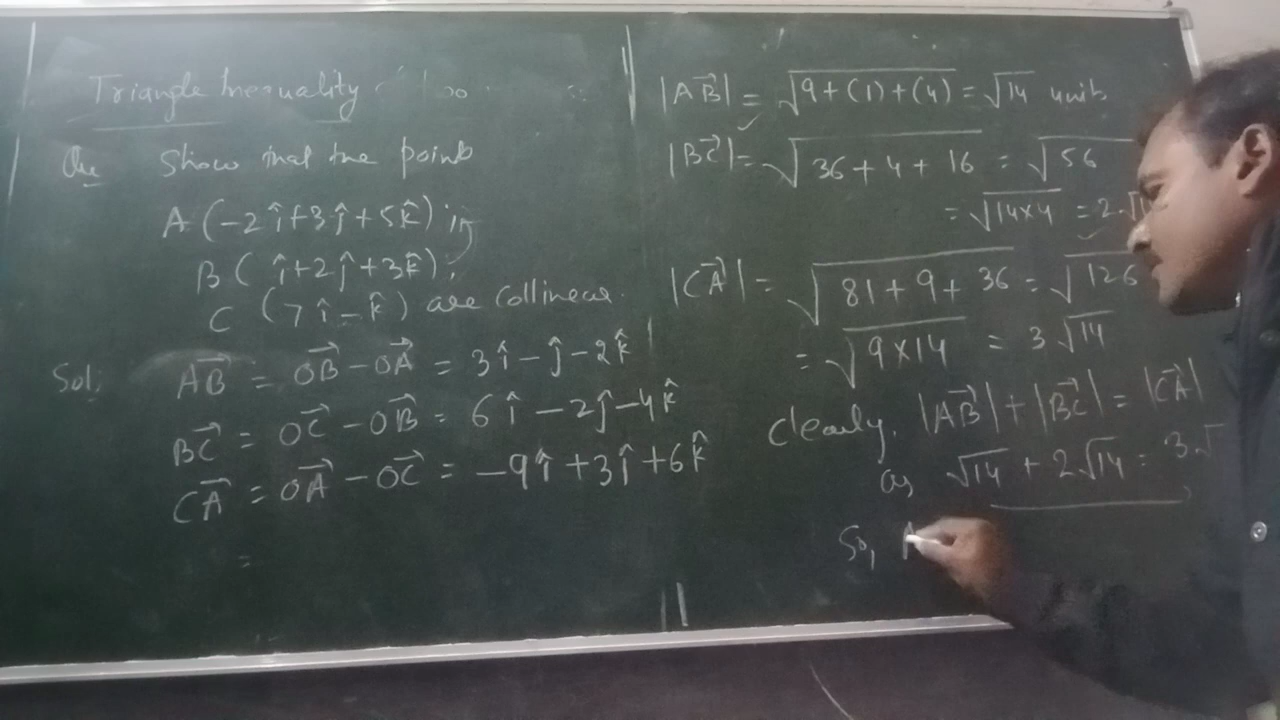 Triangle Inequality
Que Show that the points
A (-2î+3ĵ+5k̂),
B ( î+2ĵ+3k̂),
C (7î-k̂) are collinear.
Sol; AB⃗ = OB⃗ - OA⃗ = 3î - ĵ - 2k̂
BC⃗ = OC⃗ - OB⃗ = 6î - 2ĵ - 4k̂
CA⃗ = OA⃗ - OC⃗ = -9î + 3ĵ + 6k̂
=
|AB⃗| = √(9+(1)+(4)) = √14 units
|BC⃗| = √(36+4+16) = √56
= √(14×4) = 2√
|CA⃗| = √(81+9+36) = √126
= √(9×14) = 3√14
Clearly, |AB⃗|+|BC⃗| = |CA⃗|
as √14 + 2√14 = 3√
So, A